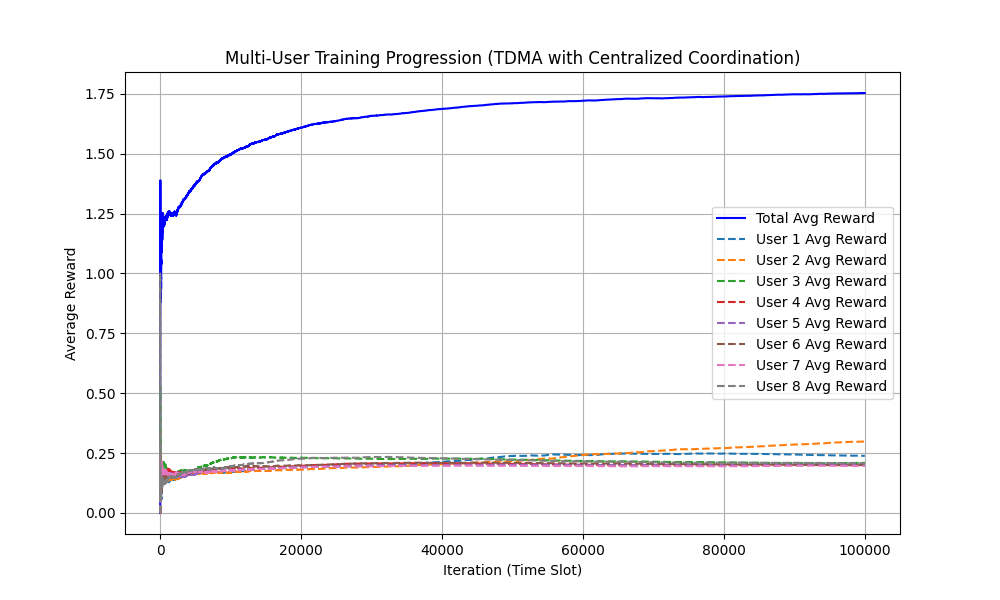 Multi-User Training Progression (TDMA with Centralized Coordination)
Average Reward
1.75
1.50
1.25
1.00
0.75
0.50
0.25
0.00
Total Avg Reward
User 1 Avg Reward
User 2 Avg Reward
User 3 Avg Reward
User 4 Avg Reward
User 5 Avg Reward
User 6 Avg Reward
User 7 Avg Reward
User 8 Avg Reward
0 20000 40000 60000 80000 100000
Iteration (Time Slot)